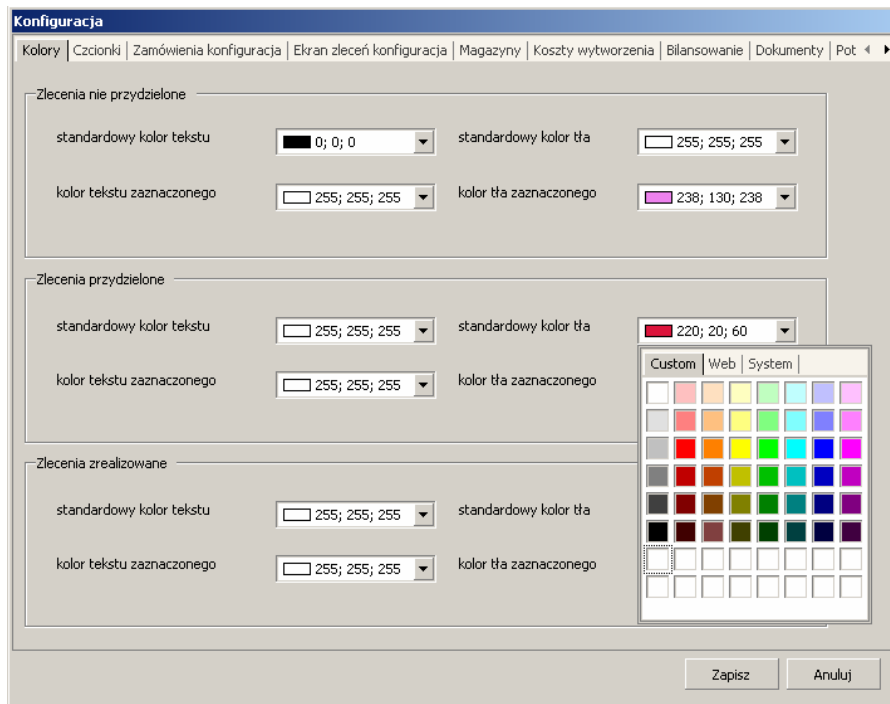 Konfiguracja
Kolory Czcionki Zamówienia konfiguracja Ekran zleceń konfiguracja Magazyny Koszty wytworzenia Bilansowanie Dokumenty Pot
Zlecenia nie przydzielone
standardowy kolor tekstu 0; 0; 0 standardowy kolor tła 255; 255; 255
kolor tekstu zaznaczonego 255; 255; 255 kolor tła zaznaczonego 238; 130; 238
Zlecenia przydzielone
standardowy kolor tekstu 255; 255; 255 standardowy kolor tła 220; 20; 60
Custom Web System
kolor tekstu zaznaczonego 255; 255; 255 kolor tła zaznaczonego
Zlecenia zrealizowane
standardowy kolor tekstu 255; 255; 255 standardowy kolor tła
kolor tekstu zaznaczonego 255; 255; 255 kolor tła zaznaczonego
Zapisz Anuluj